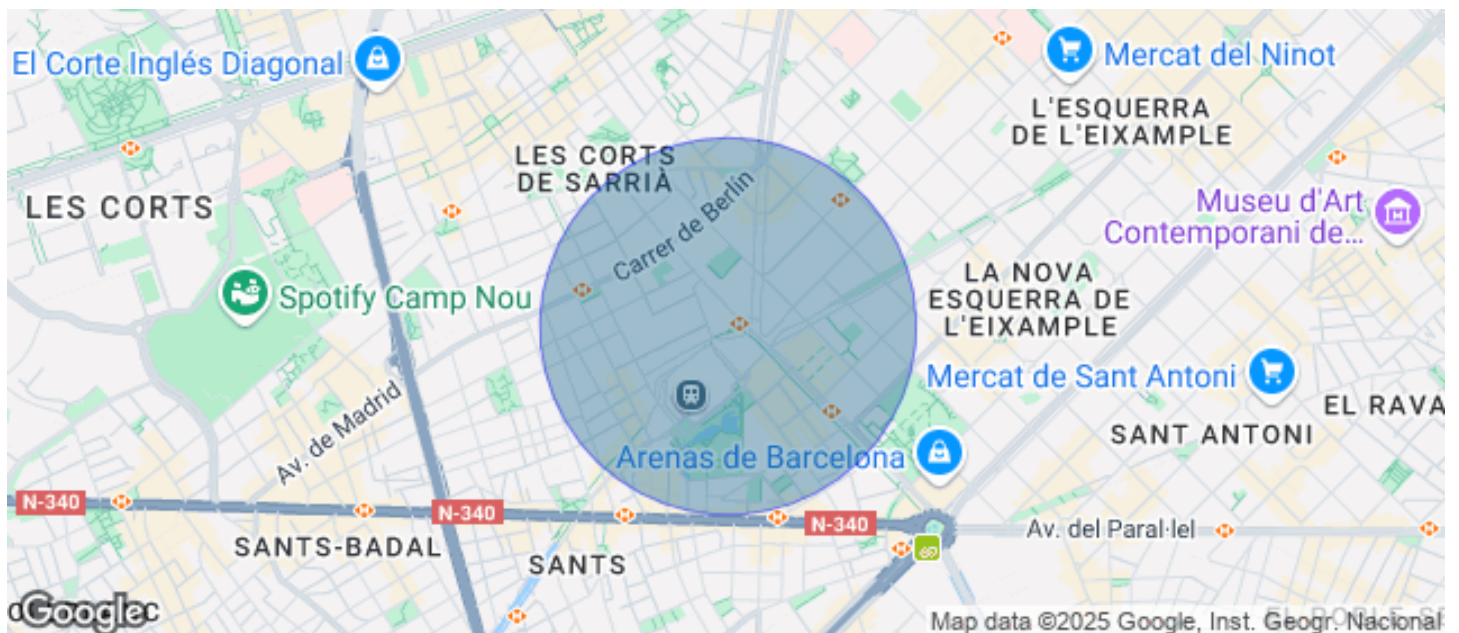 El Corte Inglés Diagonal
Mercat del Ninot
L'ESQUERRA
DE L'EIXAMPLE
LES CORTS
DE SARRIÀ
LES CORTS
Carrer de Berlín
Museu d'Art
Contemporani de...
Spotify Camp Nou
LA NOVA
ESQUERRA DE
L'EIXAMPLE
Mercat de Sant Antoni
EL RAVA
Av. de Madrid
SANT ANTONI
Arenas de Barcelona
N-340
N-340
N-340
Av. del Paral·lel
SANTS-BADAL
SANTS
Google
Map data ©2025 Google, Inst. Geogr. Nacional